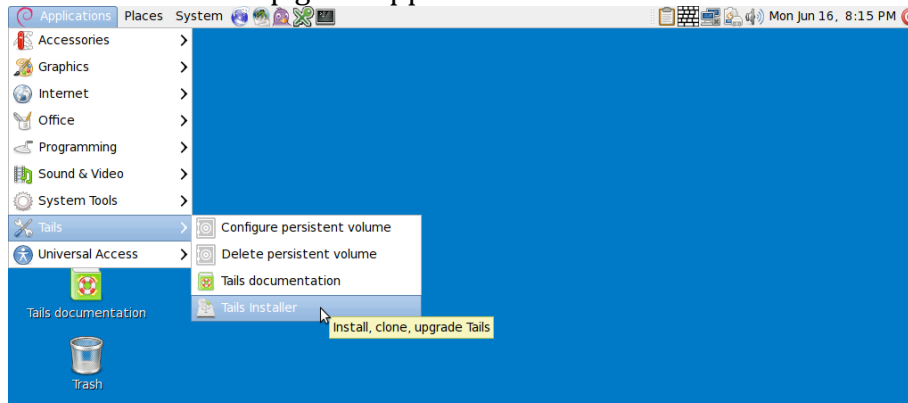 Applications Places System Mon Jun 16, 8:15 PM
Accessories
Graphics
Internet
Office
Programming
Sound & Video
System Tools
Tails
Configure persistent volume
Universal Access
Delete persistent volume
Tails documentation
Tails Installer
Install, clone, upgrade Tails
Tails documentation
Trash